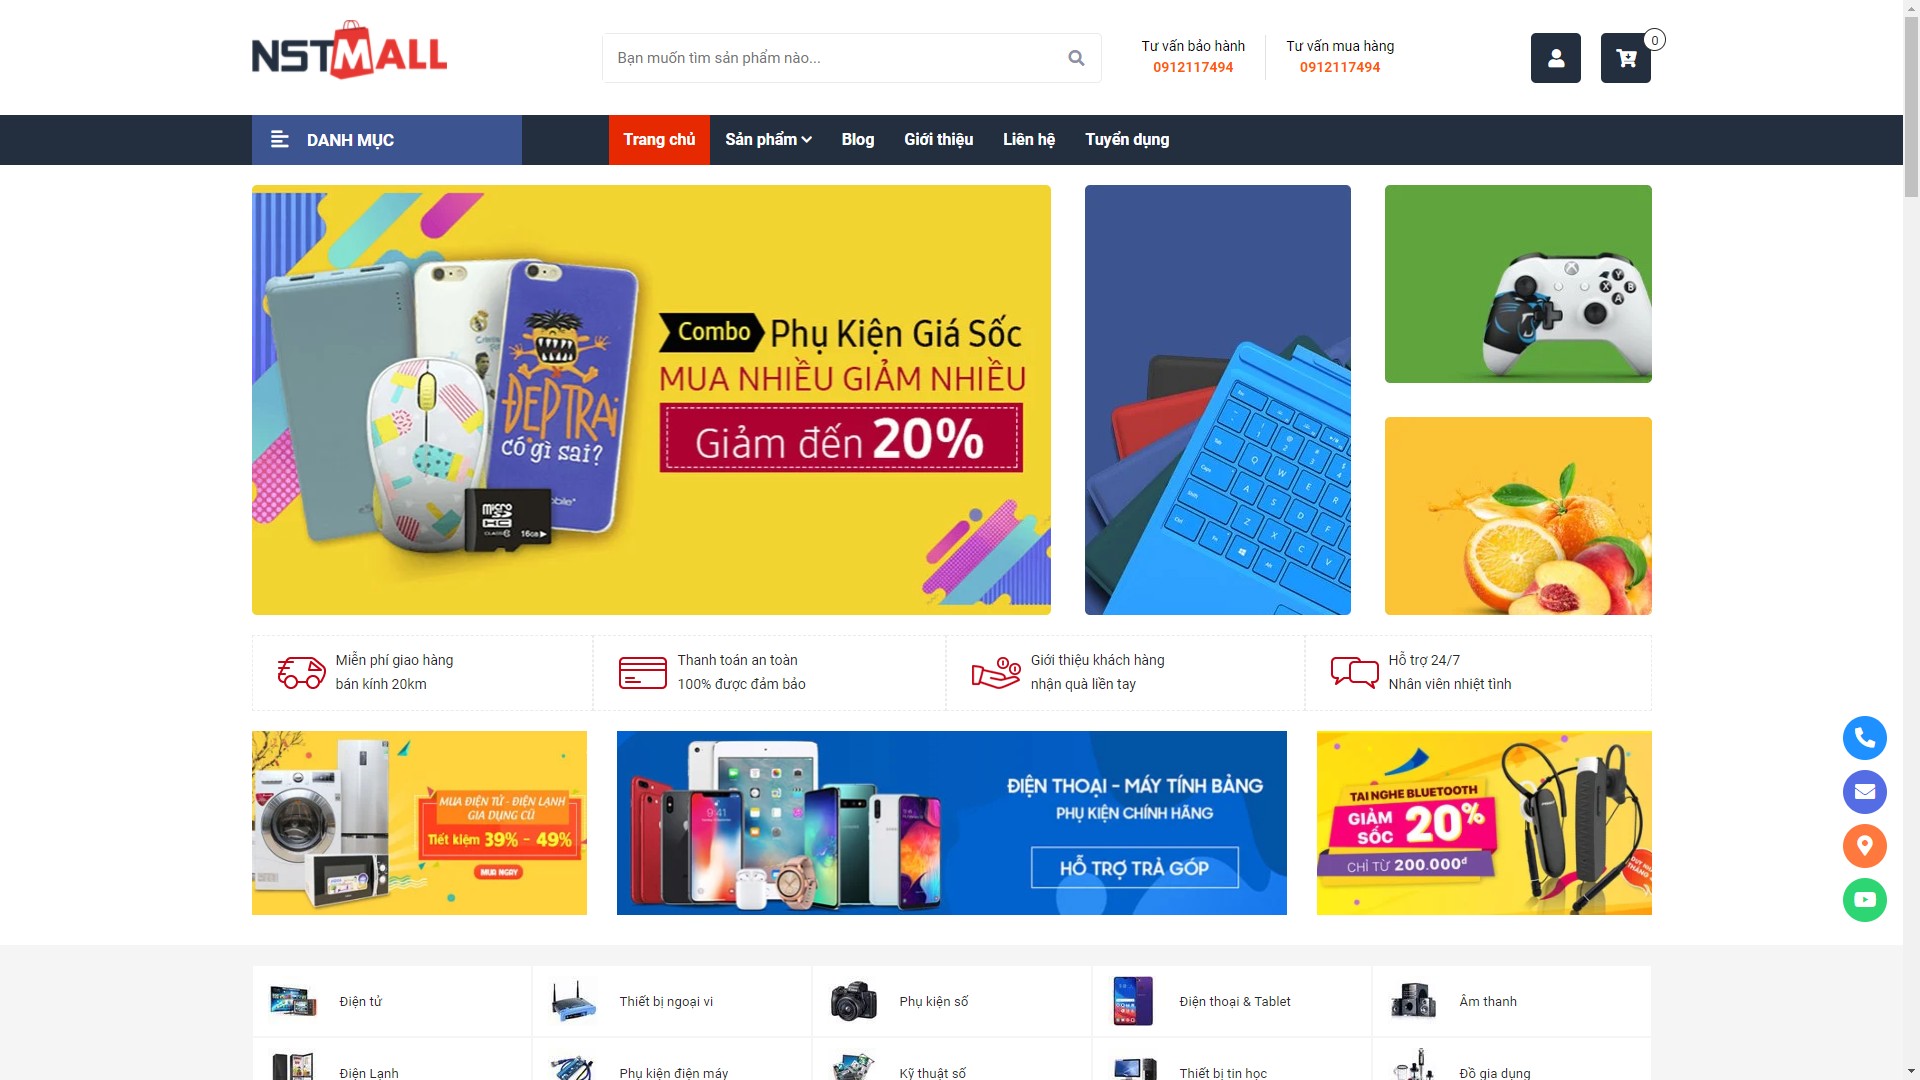 NSTMALL
Bạn muốn tìm sản phẩm nào...
Tư vấn bảo hành
0912117494
Tư vấn mua hàng
0912117494
0
DANH MỤC
Trang chủ
Sản phẩm
Blog
Giới thiệu
Liên hệ
Tuyển dụng
Combo Phụ Kiện Giá Sốc
MUA NHIỀU GIẢM NHIỀU
Giảm đến 20%
ĐẸP TRAI
có gì sai?
micro
SD
HC
16GB
Miễn phí giao hàng
bán kính 20km
Thanh toán an toàn
100% được đảm bảo
Giới thiệu khách hàng
nhận quà liền tay
Hỗ trợ 24/7
Nhân viên nhiệt tình
MUA ĐIỆN TỬ - ĐIỆN LẠNH
GIA DỤNG CŨ
Tiết kiệm 39% - 49%
MUA NGAY
9:41
ĐIỆN THOẠI - MÁY TÍNH BẢNG
PHỤ KIỆN CHÍNH HÃNG
HỖ TRỢ TRẢ GÓP
TAI NGHE BLUETOOTH
GIẢM
SỐC 20%
CHỈ TỪ 200.000đ
Điện tử
Thiết bị ngoại vi
Phụ kiện số
Điện thoại & Tablet
Âm thanh
Điện Lạnh
Phụ kiện điện máy
Kỹ thuật số
Thiết bị tin học
Đồ gia dụng